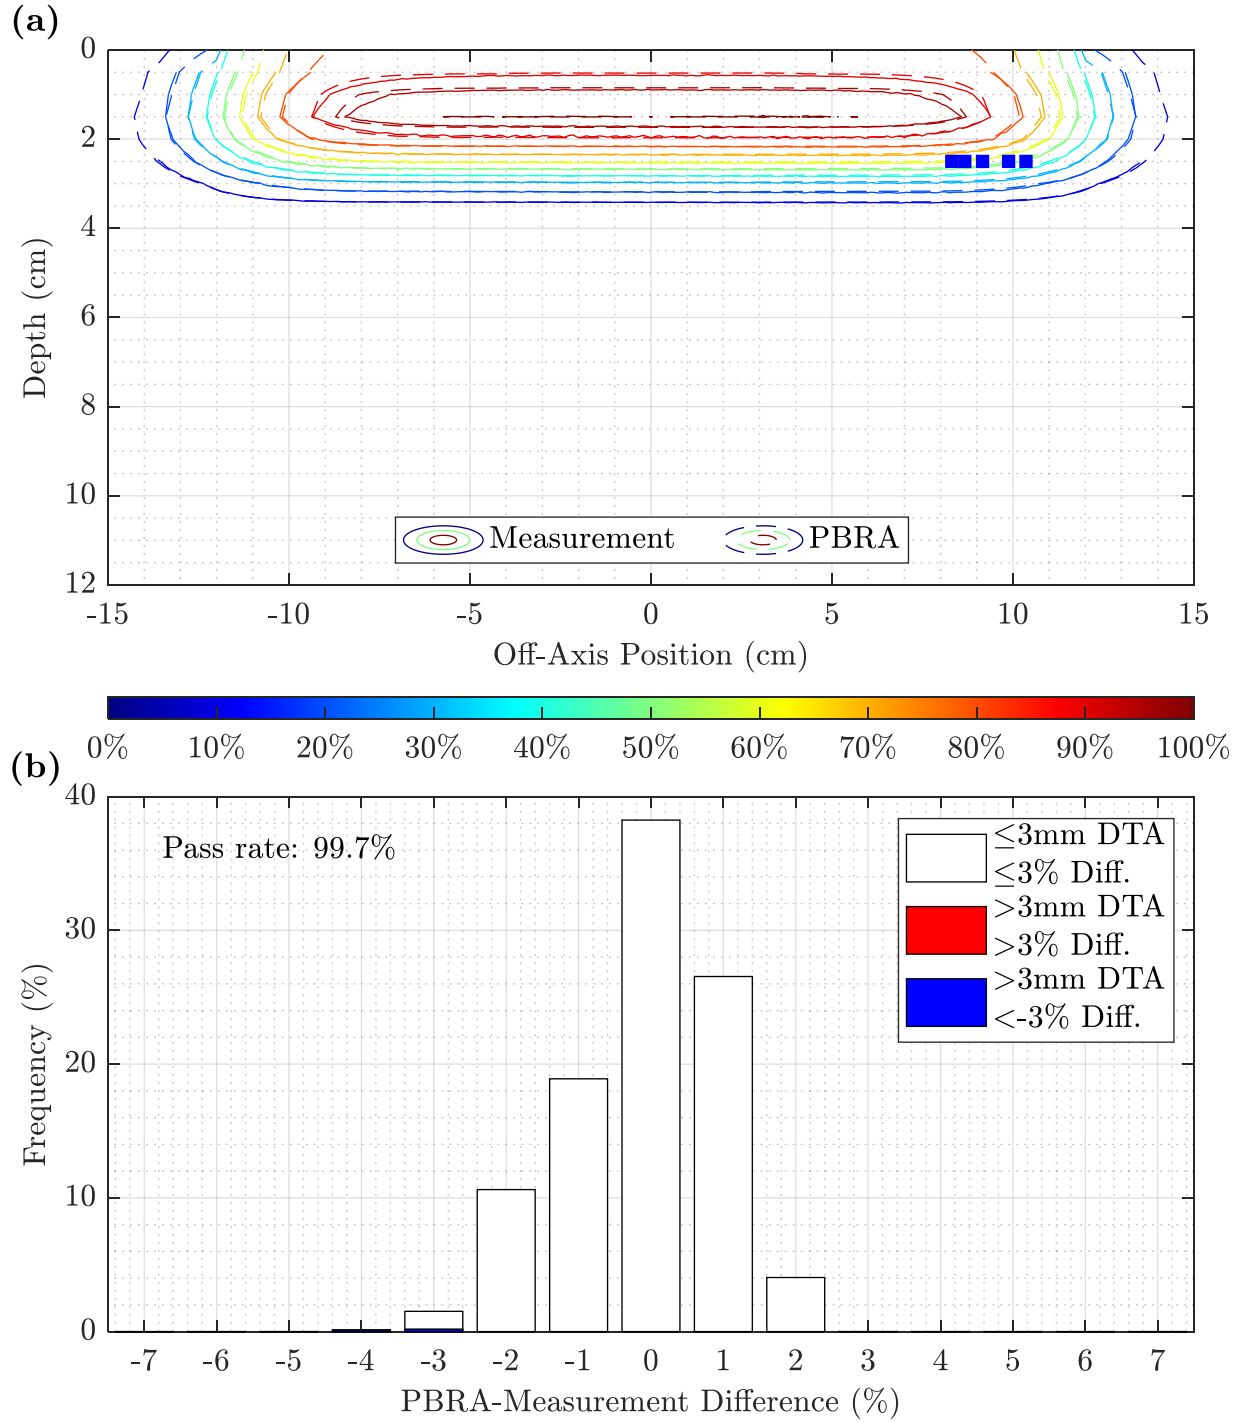 (a)
0
2
4
6
8
10
12
Depth (cm)
Measurement PBRA
-15 -10 -5 0 5 10 15
Off-Axis Position (cm)
0% 10% 20% 30% 40% 50% 60% 70% 80% 90% 100%
(b)
40
30
20
10
0
Frequency (%)
Pass rate: 99.7%
≤3mm DTA
≤3% Diff.
>3mm DTA
>3% Diff.
>3mm DTA
<-3% Diff.
-7 -6 -5 -4 -3 -2 -1 0 1 2 3 4 5 6 7
PBRA-Measurement Difference (%)